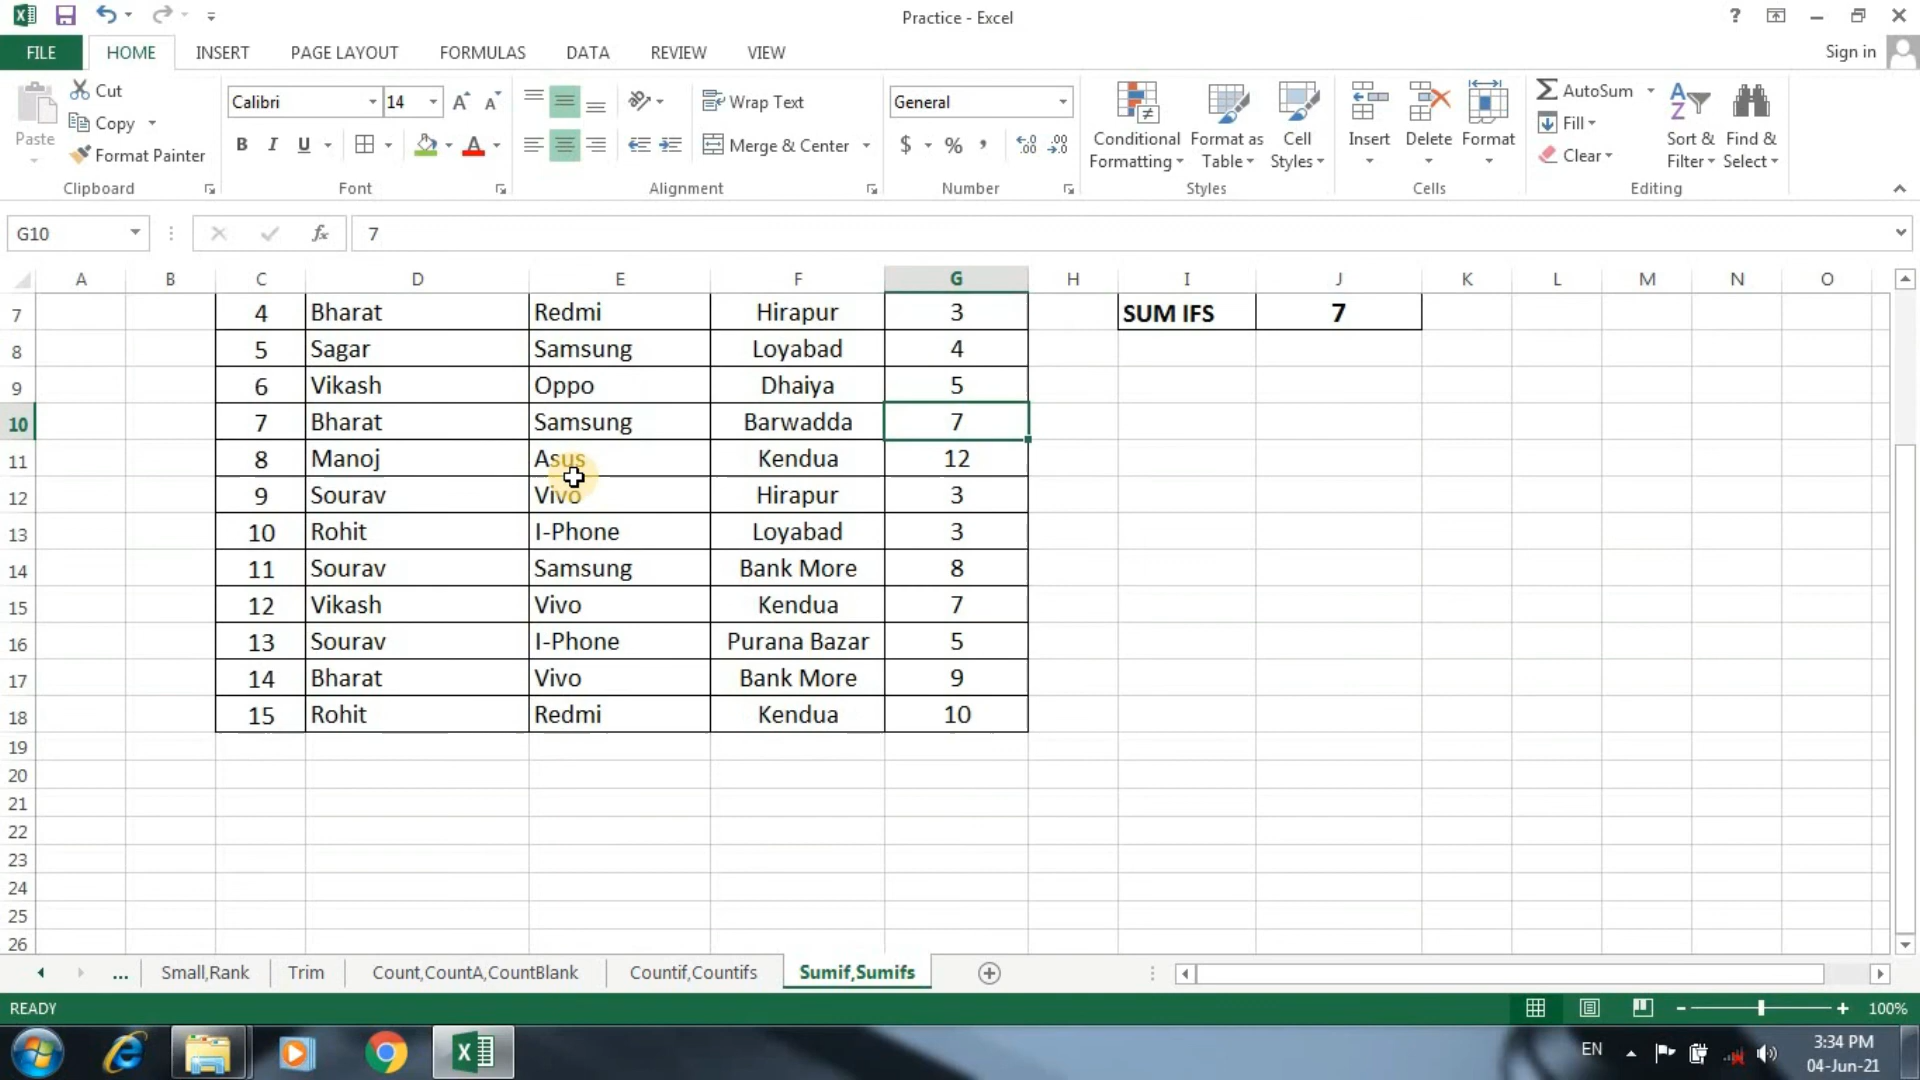 Practice - Excel
?
FILE HOME INSERT PAGE LAYOUT FORMULAS DATA REVIEW VIEW
Sign in
Paste
Cut
Copy
Format Painter
Clipboard
Calibri 14
B I U
Font
Wrap Text
Merge & Center
Alignment
General
$ % ,
Number
Conditional Formatting
Format as Table
Cell Styles
Styles
Insert
Delete
Format
Cells
AutoSum
Fill
Clear
Sort & Filter
Find & Select
Editing
G10 fx 7
A B C D E F G H I J K L M N O
7 4 Bharat Redmi Hirapur 3 SUM IFS 7
8 5 Sagar Samsung Loyabad 4
9 6 Vikash Oppo Dhaiya 5
10 7 Bharat Samsung Barwadda 7
11 8 Manoj Asus Kendua 12
12 9 Sourav Vivo Hirapur 3
13 10 Rohit I-Phone Loyabad 3
14 11 Sourav Samsung Bank More 8
15 12 Vikash Vivo Kendua 7
16 13 Sourav I-Phone Purana Bazar 5
17 14 Bharat Vivo Bank More 9
18 15 Rohit Redmi Kendua 10
19
20
21
22
23
24
25
26
... Small,Rank Trim Count,CountA,CountBlank Countif,Countifs Sumif,Sumifs
READY 100%
EN 3:34 PM
04-Jun-21